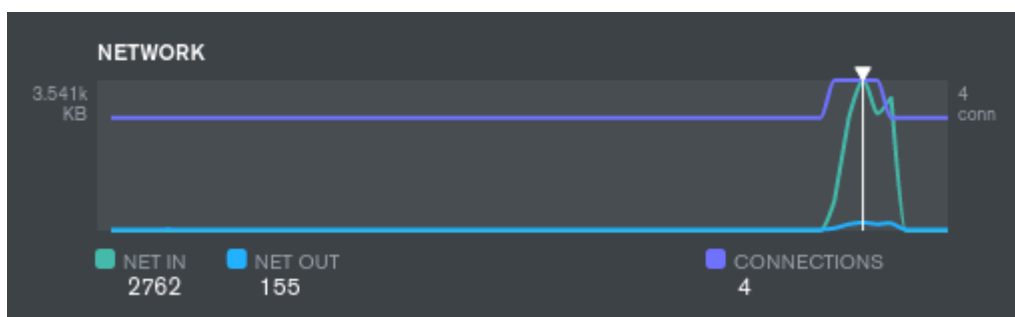 NETWORK
3.541k
KB
4
conn
NET IN
2762
NET OUT
155
CONNECTIONS
4